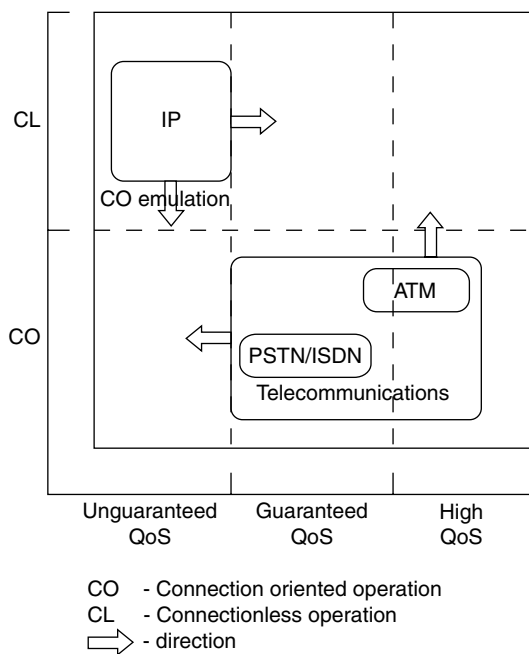 CL
IP
CO emulation
CO
ATM
PSTN/ISDN
Telecommunications
Unguaranteed
QoS
Guaranteed
QoS
High
QoS
CO - Connection oriented operation
CL - Connectionless operation
- direction